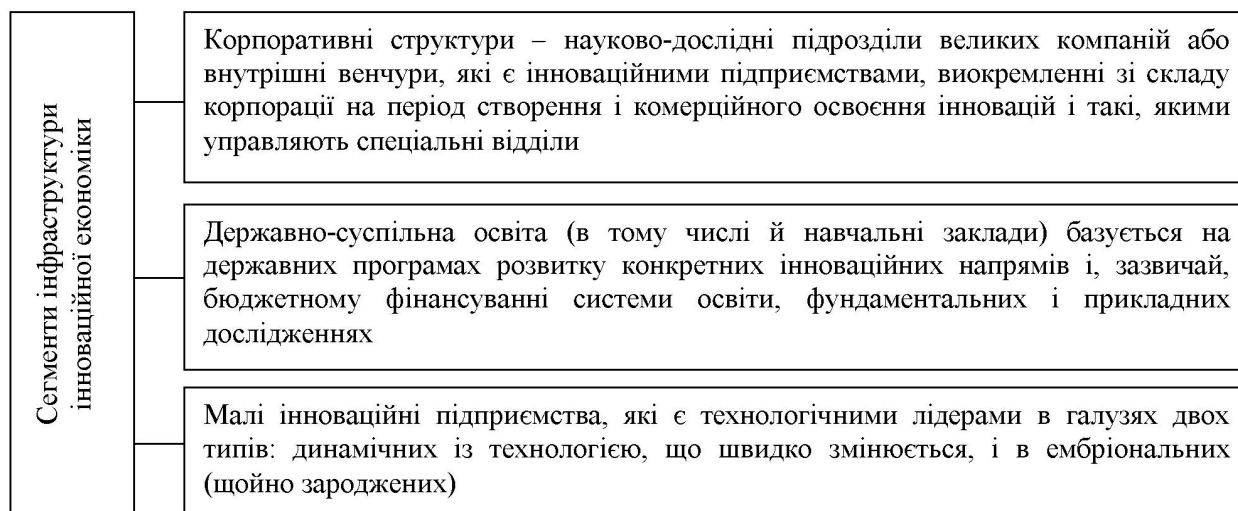 Сегменти інфраструктури
інноваційної економіки
Корпоративні структури – науково-дослідні підрозділи великих компаній або
внутрішні венчури, які є інноваційними підприємствами, виокремленні зі складу
корпорації на період створення і комерційного освоєння інновацій і такі, якими
управляють спеціальні відділи
Державно-суспільна освіта (в тому числі й навчальні заклади) базується на
державних програмах розвитку конкретних інноваційних напрямів і, зазвичай,
бюджетному фінансуванні системи освіти, фундаментальних і прикладних
дослідженнях
Малі інноваційні підприємства, які є технологічними лідерами в галузях двох
типів: динамічних із технологією, що швидко змінюється, і в ембріональних
(щойно зароджених)